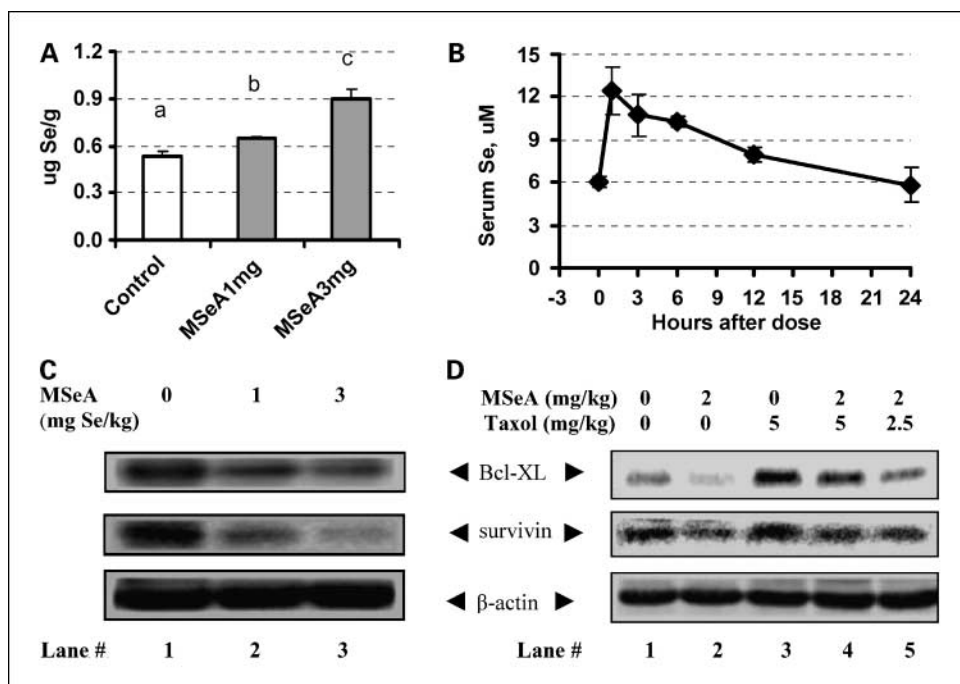 A
1.2
0.9
0.6
0.3
0.0
ug Se/g
a
b
c
Control
MSeA1mg
MSeA3mg
B
15
12
9
6
3
0
Serum Se, uM
-3 0 3 6 9 12 15 18 21 24
Hours after dose
C
MSeA 0 1 3
(mg Se/kg)
Lane # 1 2 3
D
MSeA (mg/kg) 0 2 0 2 2
Taxol (mg/kg) 0 0 5 5 2.5
◄ Bcl-XL ►
◄ survivin ►
◄ β-actin ►
Lane # 1 2 3 4 5